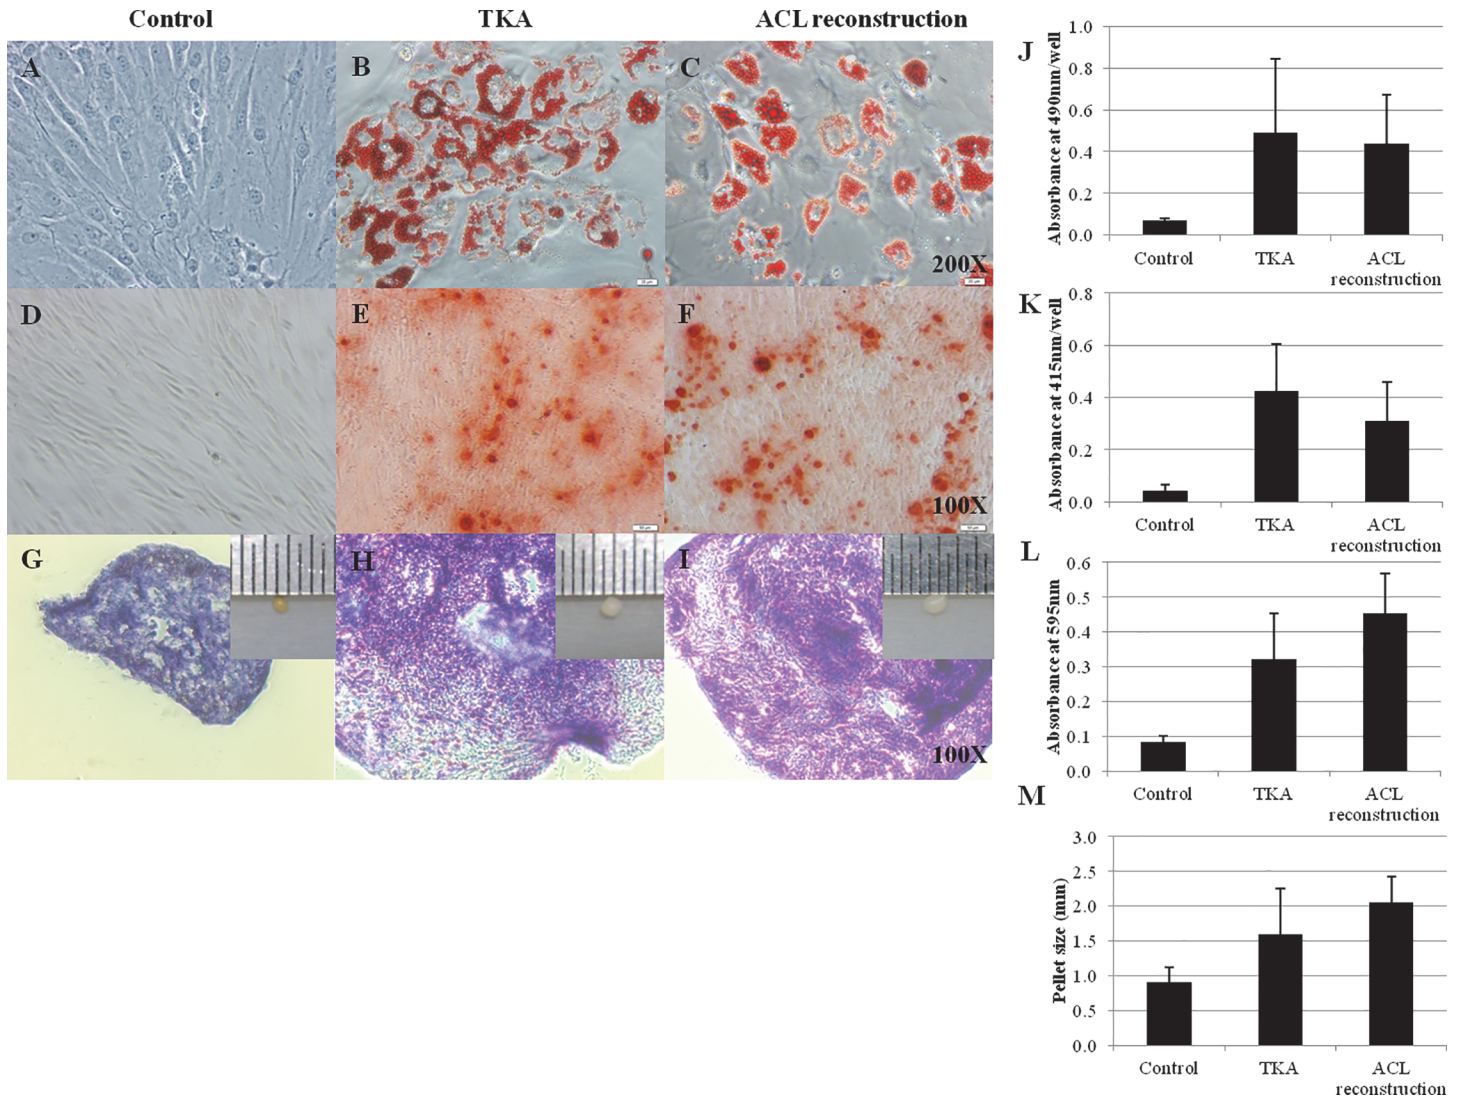 Control TKA ACL reconstruction
A B C
200X
D E F
100X
G H I
100X
J
Absorbance at 490nm/well
1.0
0.8
0.6
0.4
0.2
0.0
Control TKA ACL
reconstruction
K
Absorbance at 415nm/well
0.8
0.6
0.4
0.2
0.0
Control TKA ACL
reconstruction
L
Absorbance at 595nm
0.6
0.5
0.4
0.3
0.2
0.1
0.0
Control TKA ACL
reconstruction
M
Pellet size (mm)
3.0
2.5
2.0
1.5
1.0
0.5
0.0
Control TKA ACL
reconstruction